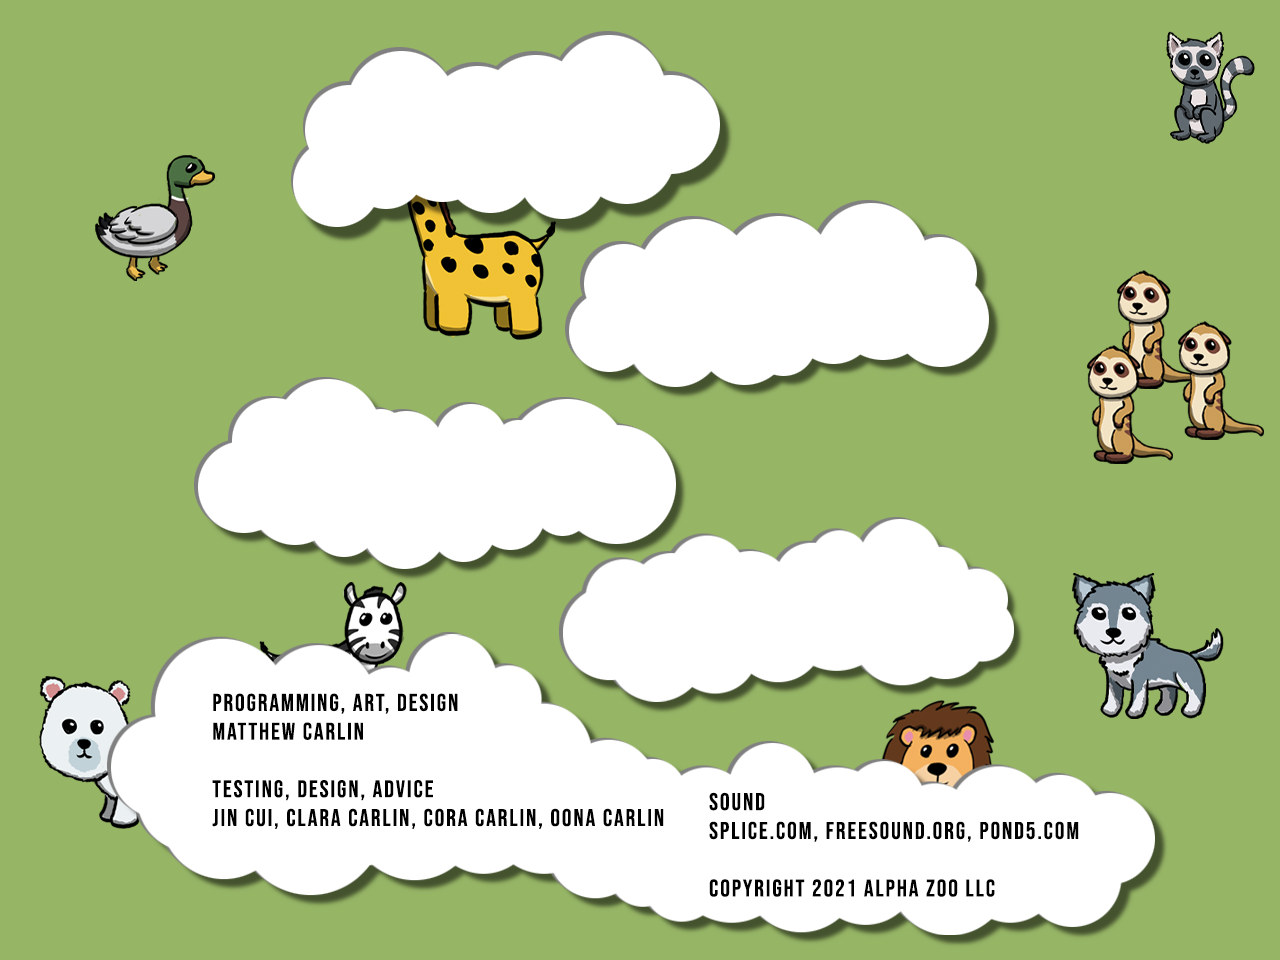 PROGRAMMING, ART, DESIGN
MATTHEW CARLIN
TESTING, DESIGN, ADVICE
JIN CUI, CLARA CARLIN, CORA CARLIN, OONA CARLIN
SOUND
SPLICE.COM, FREESOUND.ORG, POND5.COM
COPYRIGHT 2021 ALPHA ZOO LLC